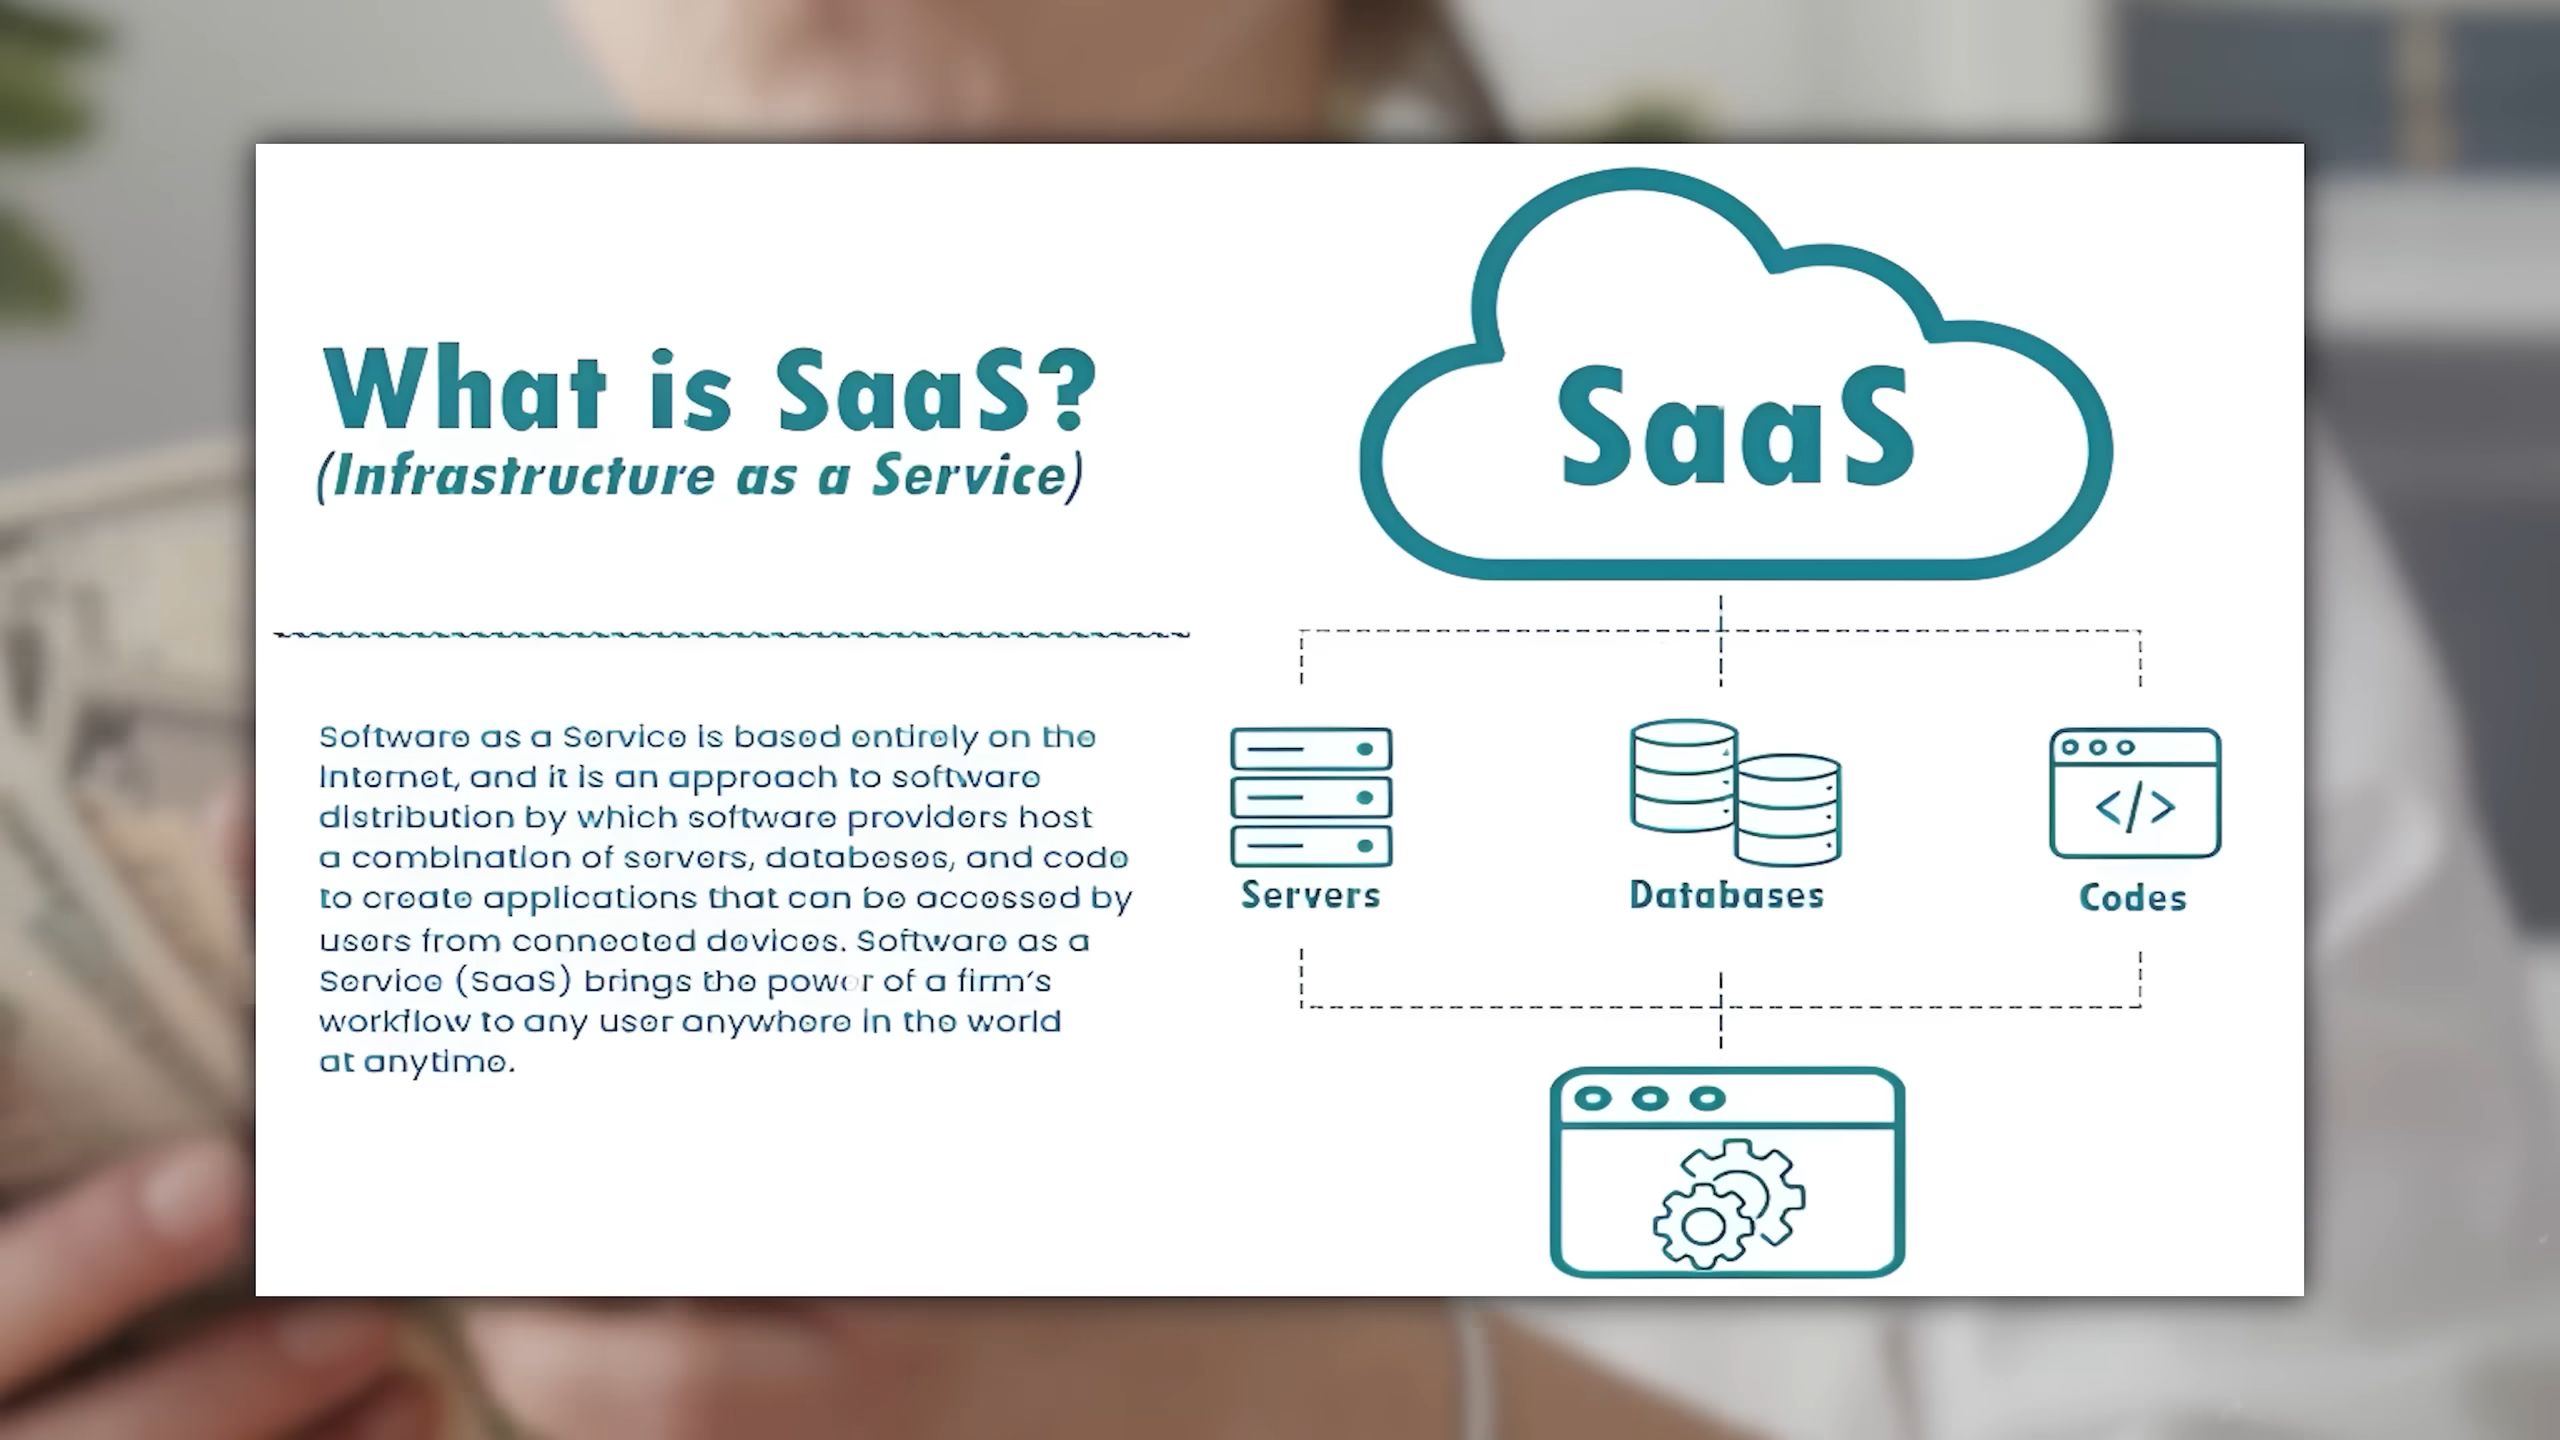 What is SaaS?
(Infrastructure as a Service)
Software as a Service is based entirely on the
Internet, and it is an approach to software
distribution by which software providers host
a combination of servers, databeses, and code
to create applications that can be accessed by
users from connected devices. Software as a
Service (SaaS) brings the power of a firm's
workflow to any user anywhere in the world
at anytime.
SaaS
Servers
Databases
Codes